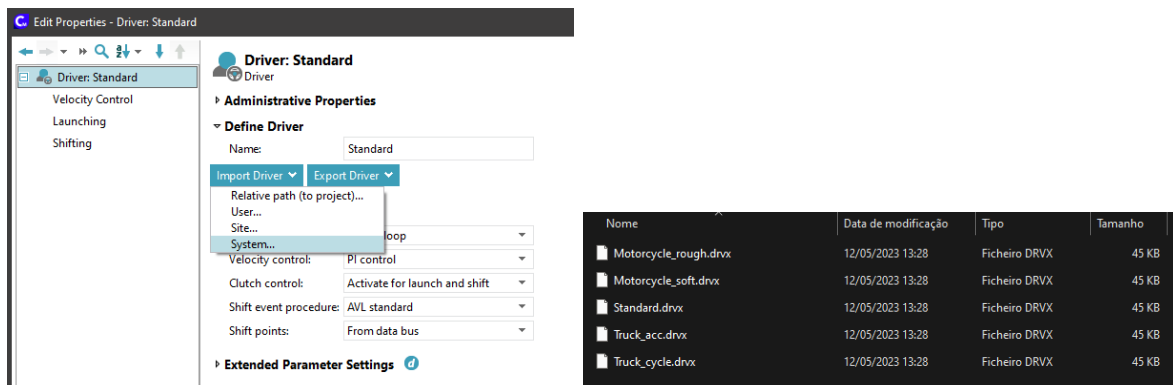 Edit Properties - Driver: Standard
Driver: Standard
Velocity Control
Launching
Shifting
Driver: Standard
Driver
Administrative Properties
Define Driver
Name: Standard
Import Driver Export Driver
Relative path (to project)...
User...
Site...
System...
loop
Velocity control: PI control
Clutch control: Activate for launch and shift
Shift event procedure: AVL standard
Shift points: From data bus
Extended Parameter Settings d
Nome Data de modificação Tipo Tamanho
Motorcycle_rough.drvx 12/05/2023 13:28 Ficheiro DRVX 45 KB
Motorcycle_soft.drvx 12/05/2023 13:28 Ficheiro DRVX 45 KB
Standard.drvx 12/05/2023 13:28 Ficheiro DRVX 45 KB
Truck_acc.drvx 12/05/2023 13:28 Ficheiro DRVX 45 KB
Truck_cycle.drvx 12/05/2023 13:28 Ficheiro DRVX 45 KB